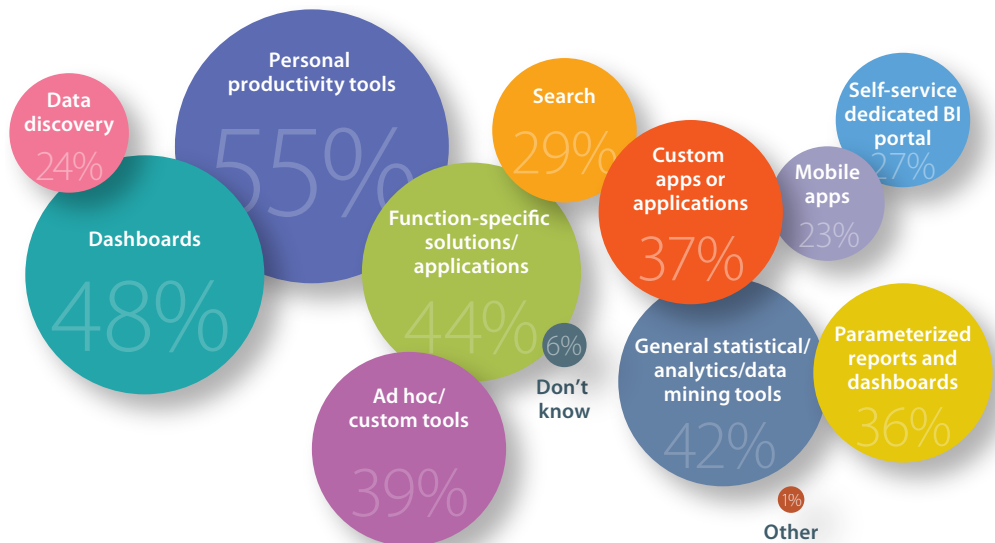 Personal
productivity tools
55%
Data
discovery
24%
Search
29%
Self-service
dedicated BI
portal
27%
Custom
apps or
applications
37%
Mobile
apps
23%
Dashboards
48%
Function-specific
solutions/
applications
44%
6%
Don’t
know
General statistical/
analytics/data
mining tools
42%
Parameterized
reports and
dashboards
36%
Ad hoc/
custom tools
39%
1%
Other